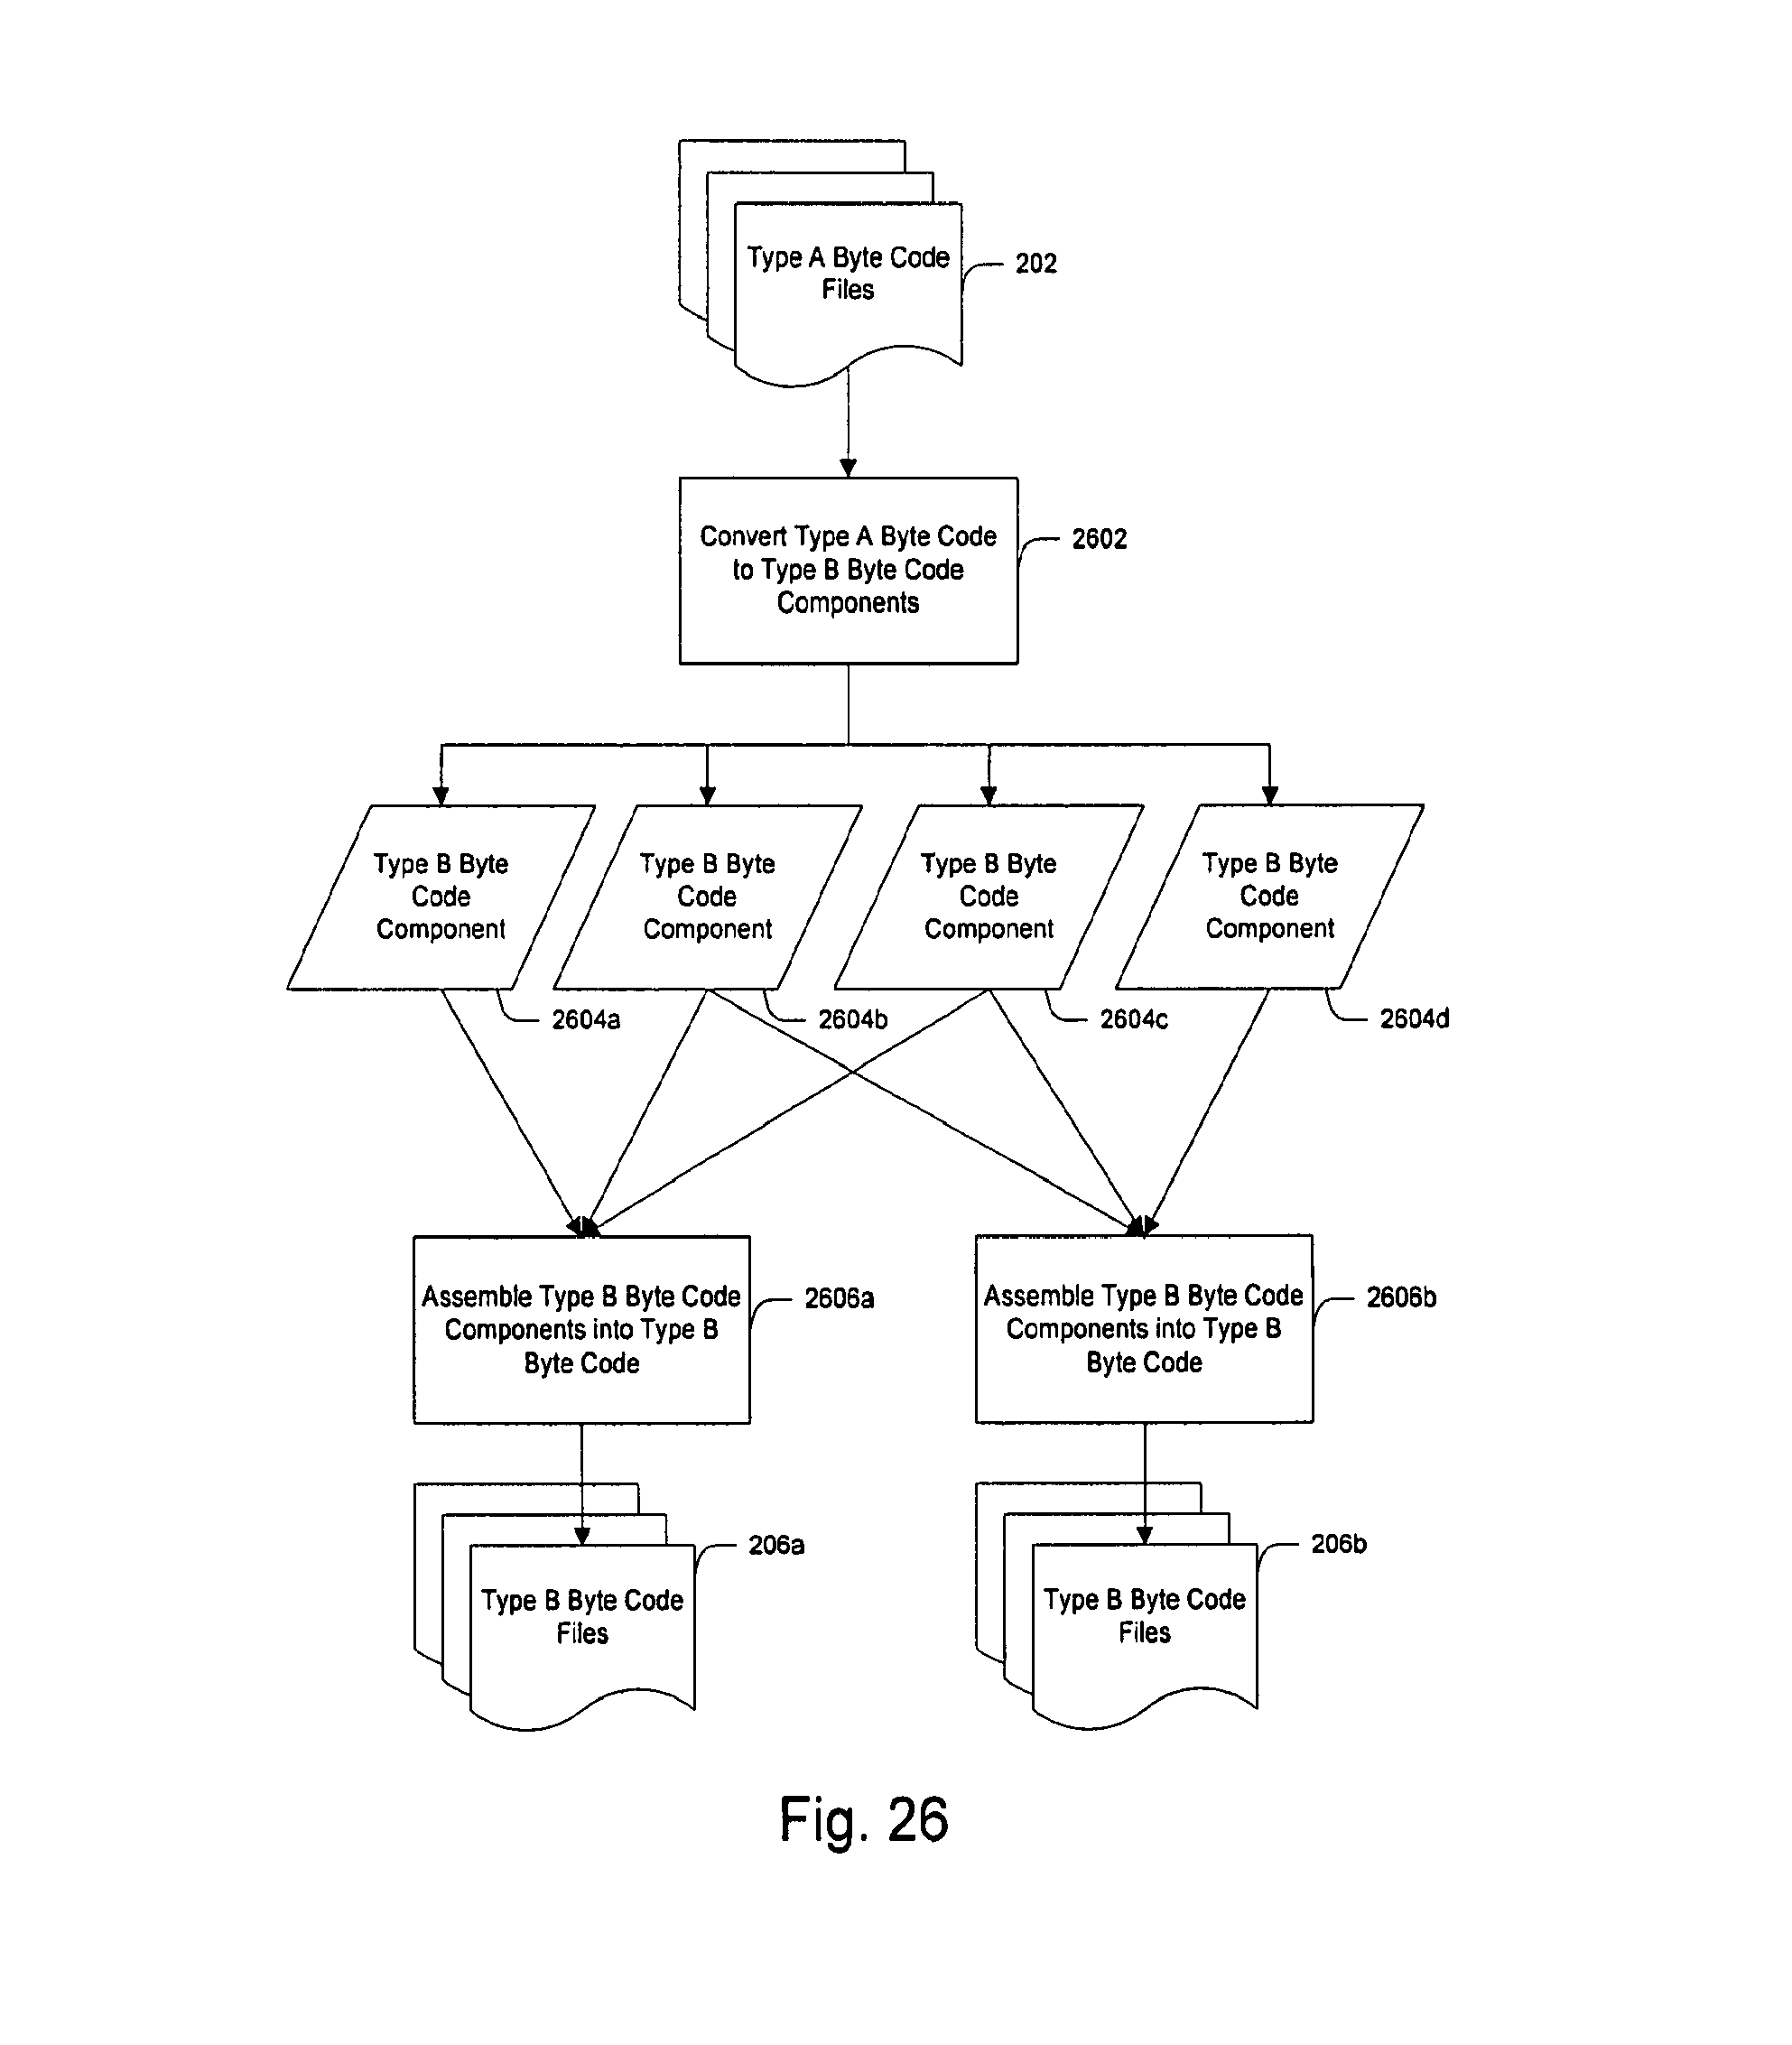 Type A Byte Code
Files
202
Convert Type A Byte Code
to Type B Byte Code
Components
2602
Type B Byte
Code
Component
2604a
Type B Byte
Code
Component
2604b
Type B Byte
Code
Component
2604c
Type B Byte
Code
Component
2604d
Assemble Type B Byte Code
Components into Type B
Byte Code
2606a
Assemble Type B Byte Code
Components into Type B
Byte Code
2606b
Type B Byte Code
Files
206a
Type B Byte Code
Files
206b
Fig. 26